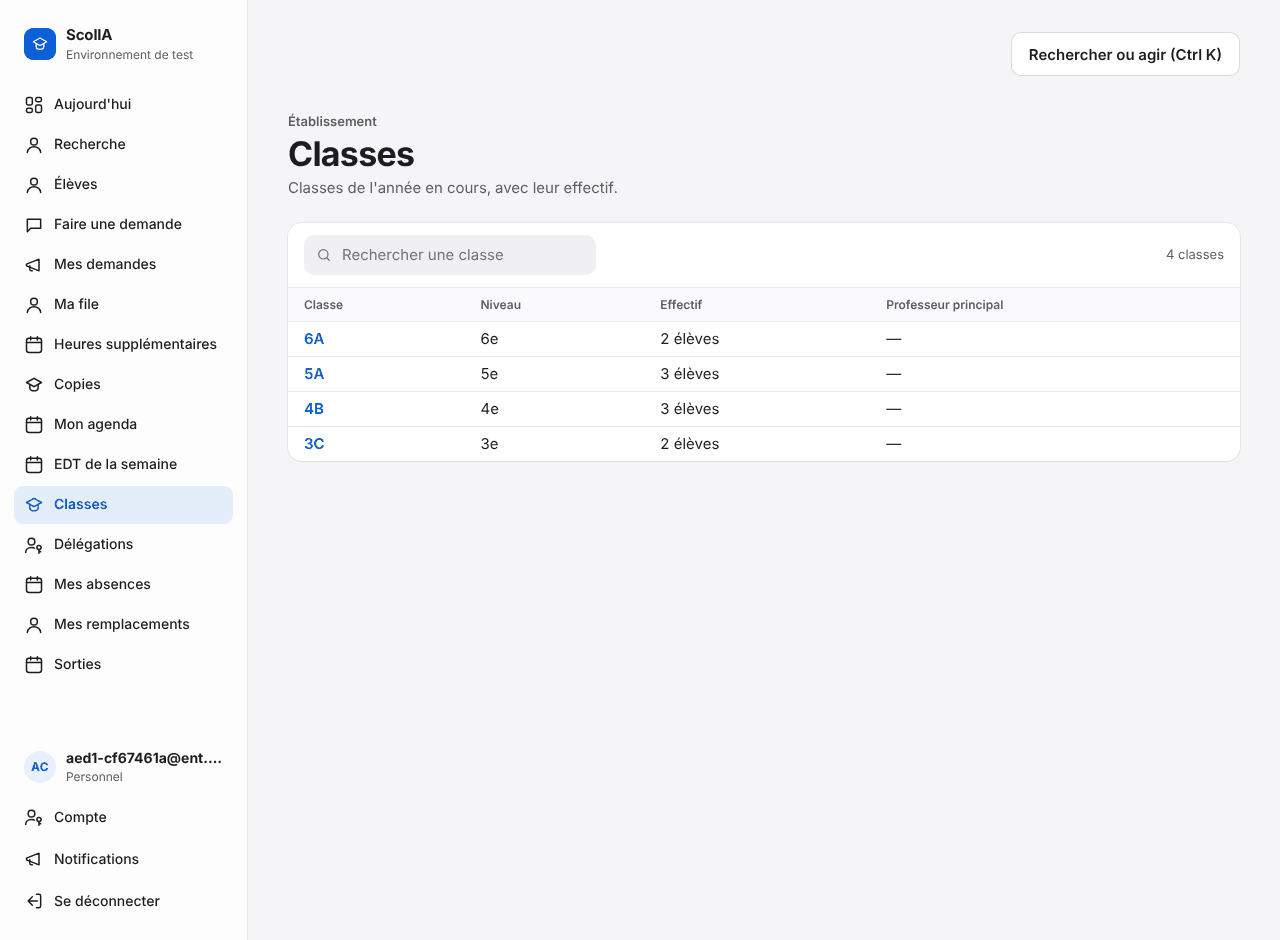 ScolIA
Environnement de test
Aujourd'hui
Recherche
Élèves
Faire une demande
Mes demandes
Ma file
Heures supplémentaires
Copies
Mon agenda
EDT de la semaine
Classes
Délégations
Mes absences
Mes remplacements
Sorties
AC
aed1-cf67461a@ent....
Personnel
Compte
Notifications
Se déconnecter
Rechercher ou agir (Ctrl K)
Établissement
Classes
Classes de l'année en cours, avec leur effectif.
Rechercher une classe
4 classes
Classe Niveau Effectif Professeur principal
6A 6e 2 élèves —
5A 5e 3 élèves —
4B 4e 3 élèves —
3C 3e 2 élèves —